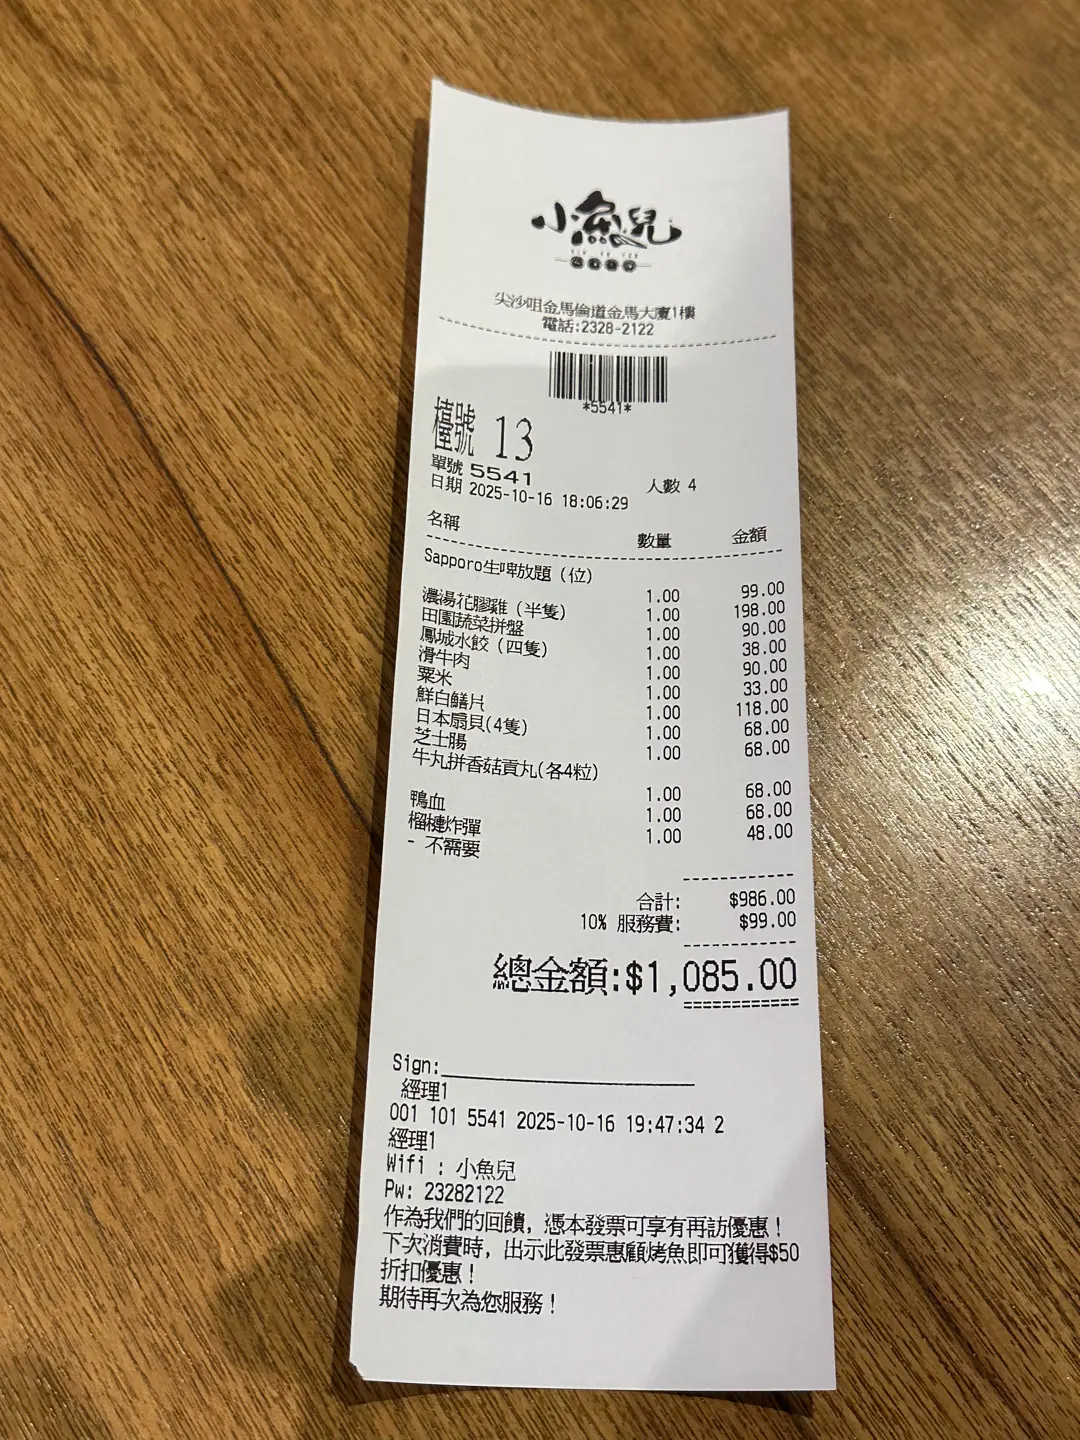 小魚兒
尖沙咀金馬倫道金馬大廈1樓
電話:2328-2122
*5541*
檯號 13
單號 5541
人數 4
日期 2025-10-16 18:06:29
名稱 數量 金額
Sapporo生啤放題（位）
1.00 99.00
濃湯花膠雞（半隻） 1.00 198.00
田園蔬菜拼盤 1.00 90.00
鳳城水餃（四隻） 1.00 38.00
滑牛肉 1.00 90.00
粟米 1.00 33.00
鮮白鱔片 1.00 118.00
日本扇貝(4隻) 1.00 68.00
芝士腸 1.00 68.00
牛丸拼香菇貢丸(各4粒)
1.00 68.00
鴨血 1.00 68.00
榴槤炸彈 1.00 48.00
- 不需要
合計: $986.00
10% 服務費: $99.00
總金額:$1,085.00
Sign:
經理1
001 101 5541 2025-10-16 19:47:34 2
經理1
Wifi : 小魚兒
Pw: 23282122
作為我們的回饋，憑本發票可享有再訪優惠！
下次消費時，出示此發票惠顧烤魚即可獲得$50
折扣優惠！
期待再次為您服務！